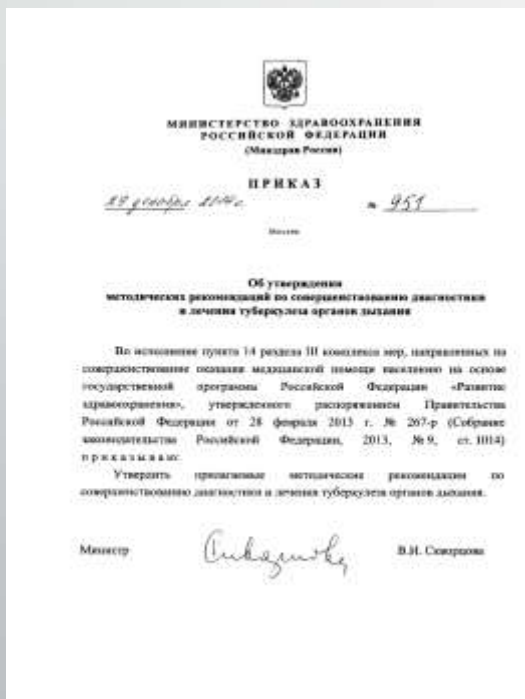 МИНИСТЕРСТВО ЗДРАВООХРАНЕНИЯ
РОССИЙСКОЙ ФЕДЕРАЦИИ
(Минздрав России)
ПРИКАЗ
29 декабря 2014 г. № 951
Москва
Об утверждении
методических рекомендаций по совершенствованию диагностики
и лечения туберкулеза органов дыхания
Во исполнение пункта 14 раздела III комплекса мер, направленных на
совершенствование оказания медицинской помощи населению на основе
государственной программы Российской Федерации «Развитие
здравоохранения», утвержденного распоряжением Правительства
Российской Федерации от 28 февраля 2013 г. № 267-р (Собрание
законодательства Российской Федерации, 2013, № 9, ст. 1014)
приказываю:
Утвердить прилагаемые методические рекомендации по
совершенствованию диагностики и лечения туберкулеза органов дыхания.
Министр В.И. Скворцова